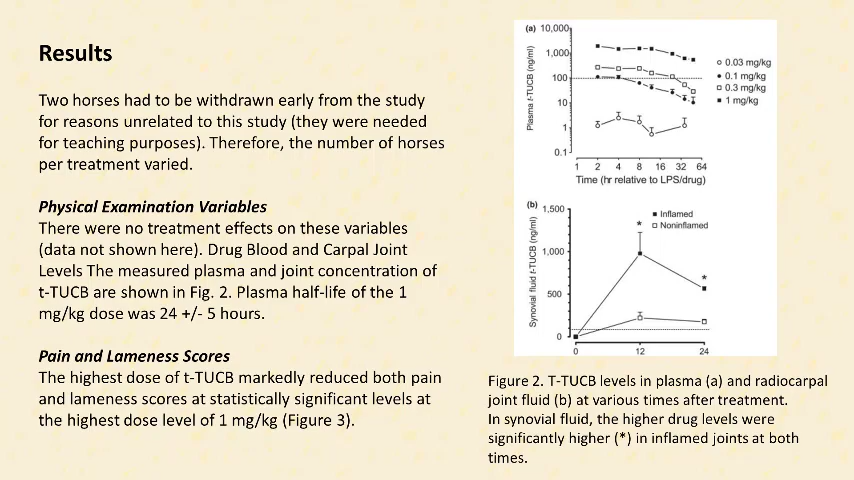 Results
Two horses had to be withdrawn early from the study
for reasons unrelated to this study (they were needed
for teaching purposes). Therefore, the number of horses
per treatment varied.
Physical Examination Variables
There were no treatment effects on these variables
(data not shown here). Drug Blood and Carpal Joint
Levels The measured plasma and joint concentration of
t-TUCB are shown in Fig. 2. Plasma half-life of the 1
mg/kg dose was 24 +/- 5 hours.
Pain and Lameness Scores
The highest dose of t-TUCB markedly reduced both pain
and lameness scores at statistically significant levels at
the highest dose level of 1 mg/kg (Figure 3).
(a)
Plasma t-TUCB (ng/ml)
10,000
1,000
100
10
1
0.1
0.03 mg/kg
0.1 mg/kg
0.3 mg/kg
1 mg/kg
1 2 4 8 16 32 64
Time (hr relative to LPS/drug)
(b)
Synovial fluid t-TUCB (ng/ml)
1,500
1,000
500
0
Inflamed
Noninflamed
*
*
0 12 24
Figure 2. T-TUCB levels in plasma (a) and radiocarpal
joint fluid (b) at various times after treatment.
In synovial fluid, the higher drug levels were
significantly higher (*) in inflamed joints at both
times.